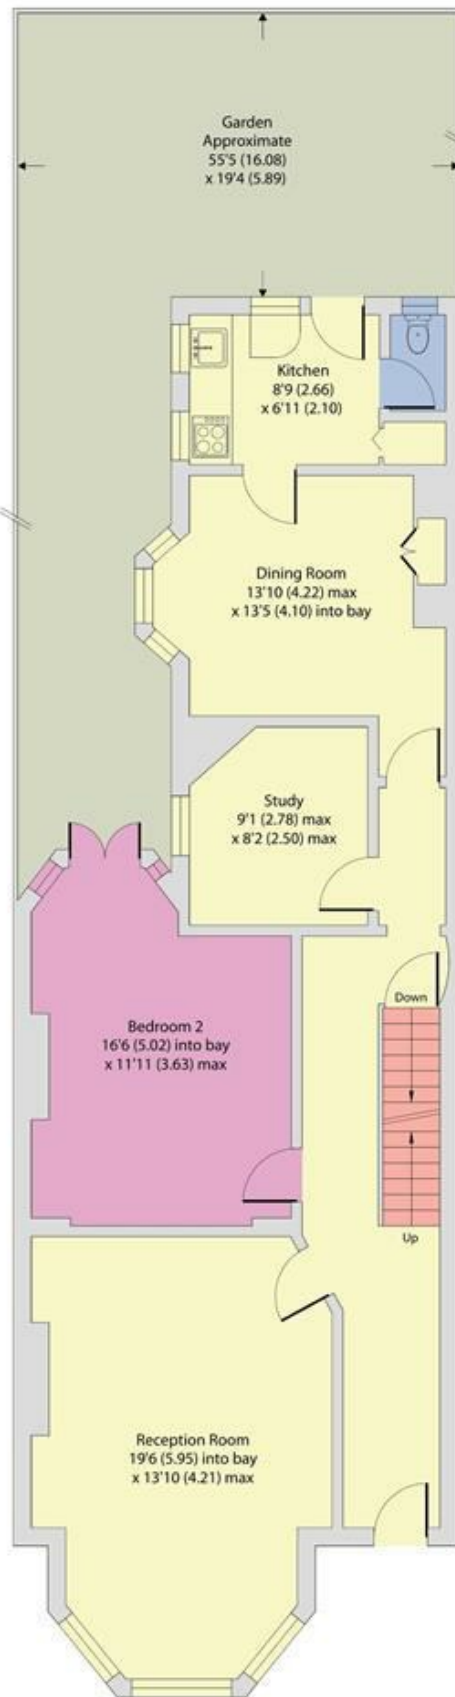 Garden
Approximate
55'5 (16.08)
x 19'4 (5.89)
Kitchen
8'9 (2.66)
x 6'11 (2.10)
Dining Room
13'10 (4.22) max
x 13'5 (4.10) into bay
Study
9'1 (2.78) max
x 8'2 (2.50) max
Down
Bedroom 2
16'6 (5.02) into bay
x 11'11 (3.63) max
Up
Reception Room
19'6 (5.95) into bay
x 13'10 (4.21) max